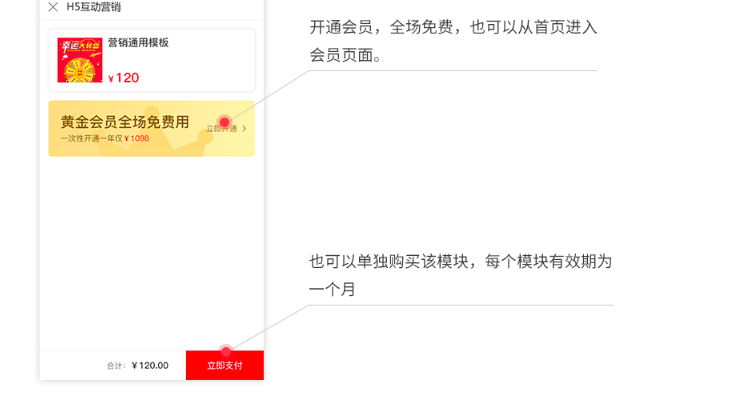 H5互动营销
幸运大转盘
营销通用模板
¥120
黄金会员全场免费用
一次性开通一年仅¥1098
立即开通
合计：¥120.00
立即支付
开通会员，全场免费，也可以从首页进入
会员页面。
也可以单独购买该模块，每个模块有效期为
一个月